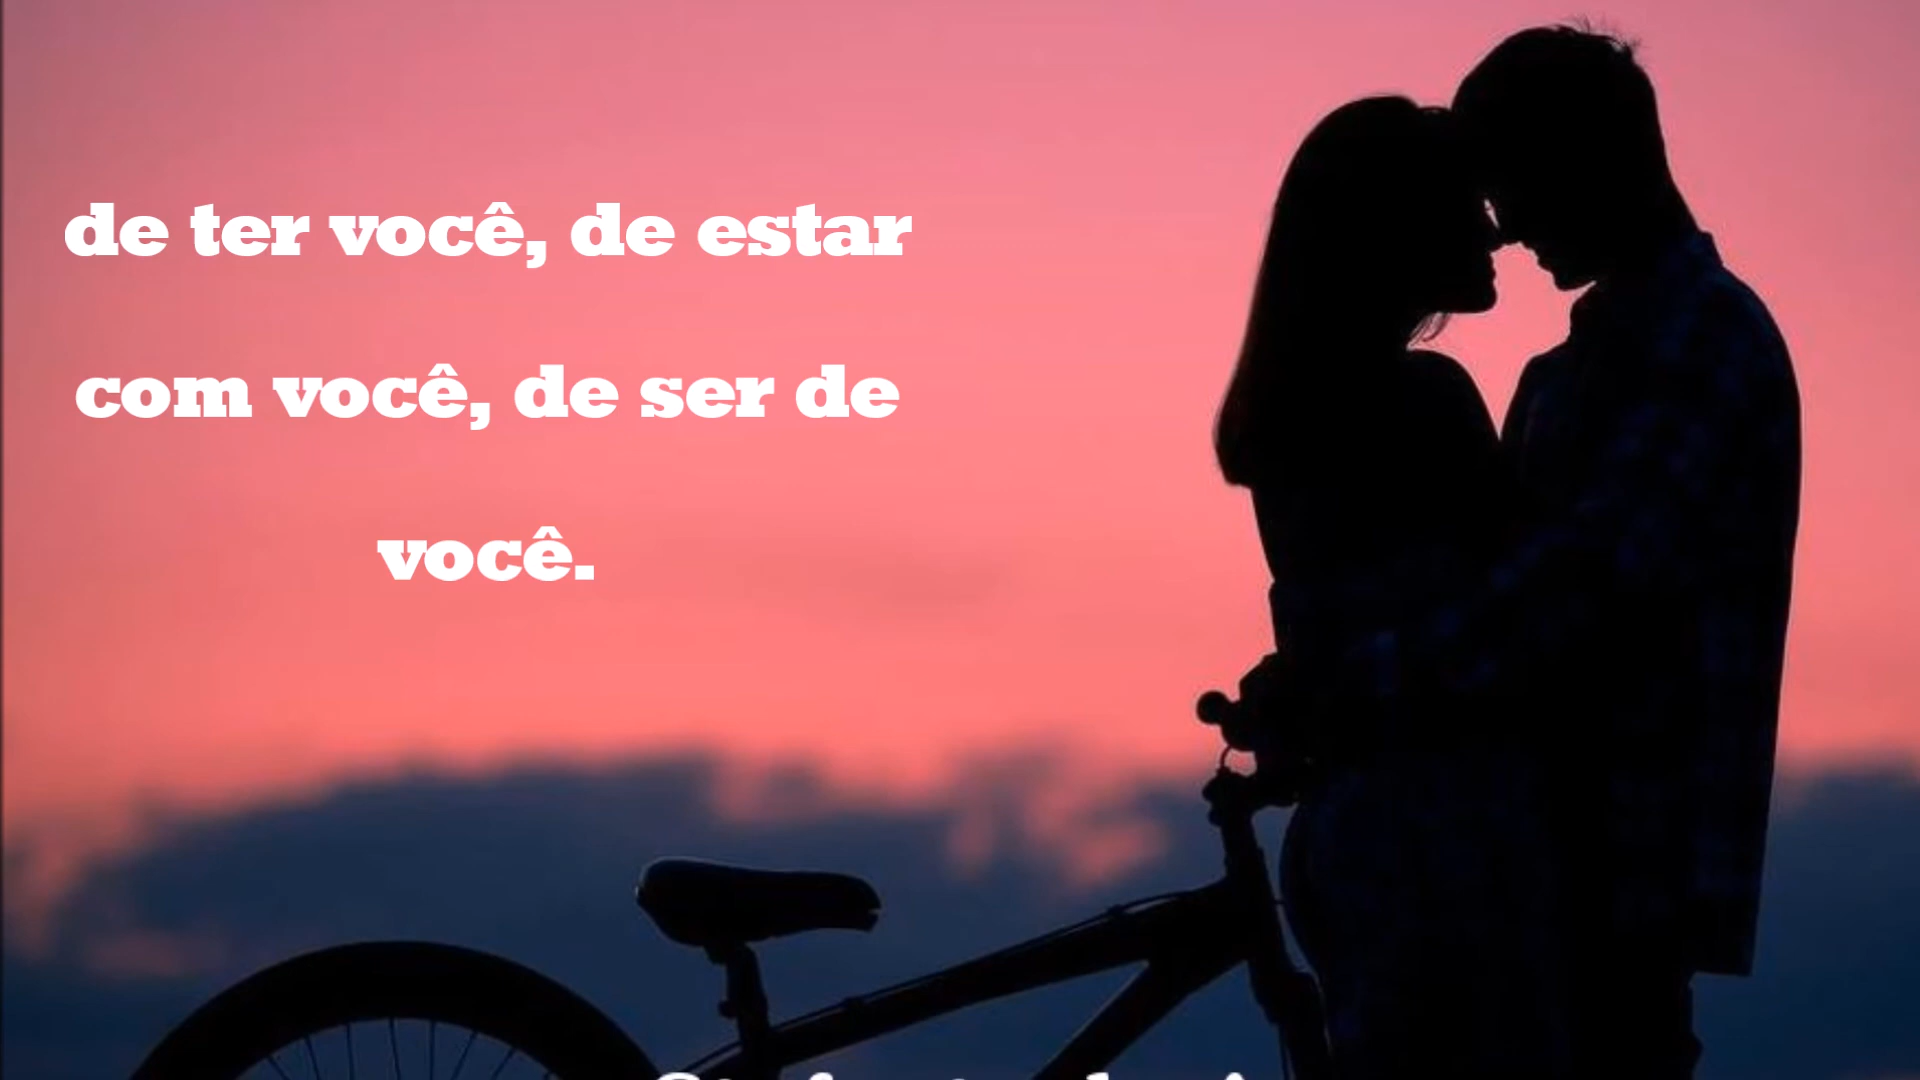 de ter você, de estar
com você, de ser de
você.